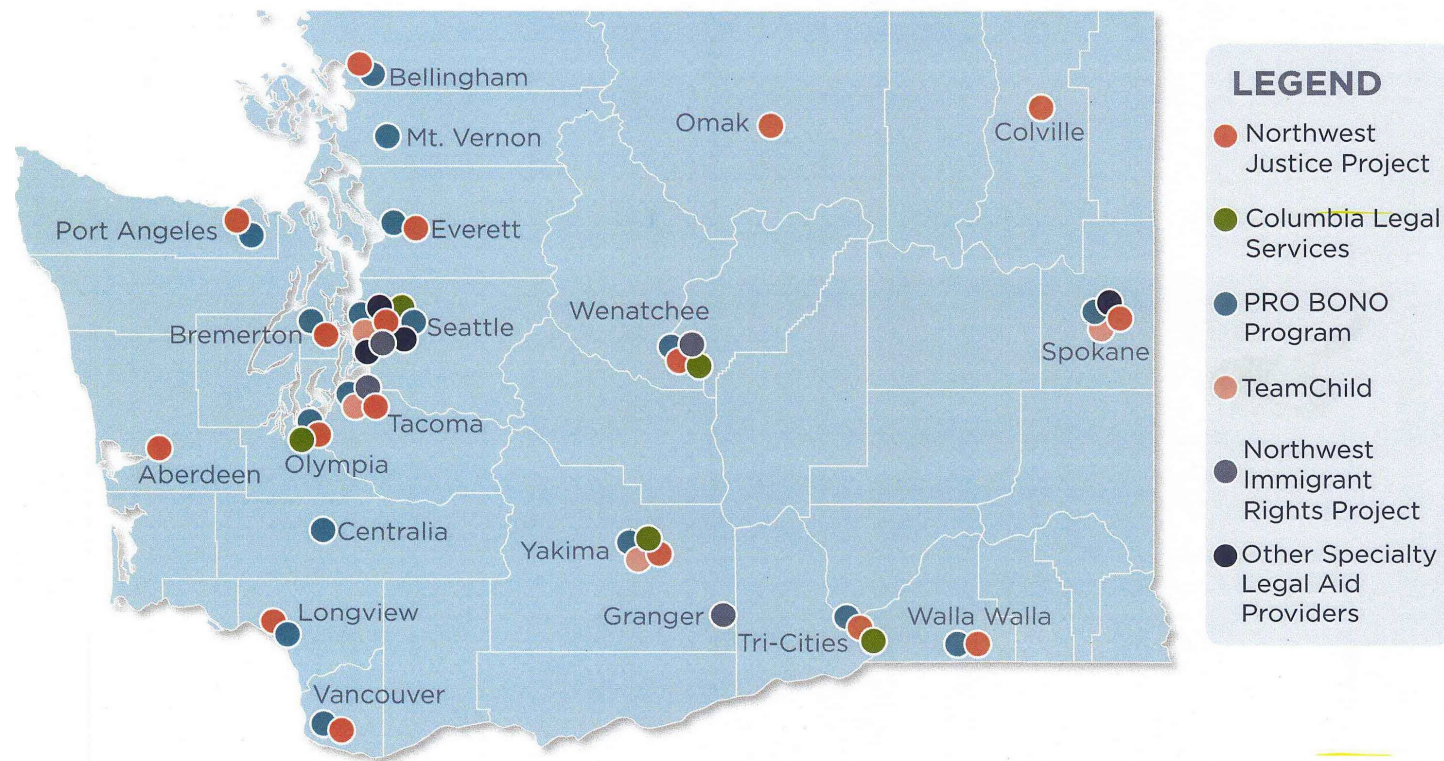 Bellingham
Mt. Vernon
Omak
Colville
Port Angeles
Everett
Bremerton
Seattle
Wenatchee
Spokane
Tacoma
Aberdeen
Olympia
Centralia
Yakima
Longview
Granger
Tri-Cities
Walla Walla
Vancouver
LEGEND
Northwest
Justice Project
Columbia Legal
Services
PRO BONO
Program
TeamChild
Northwest
Immigrant
Rights Project
Other Specialty
Legal Aid
Providers